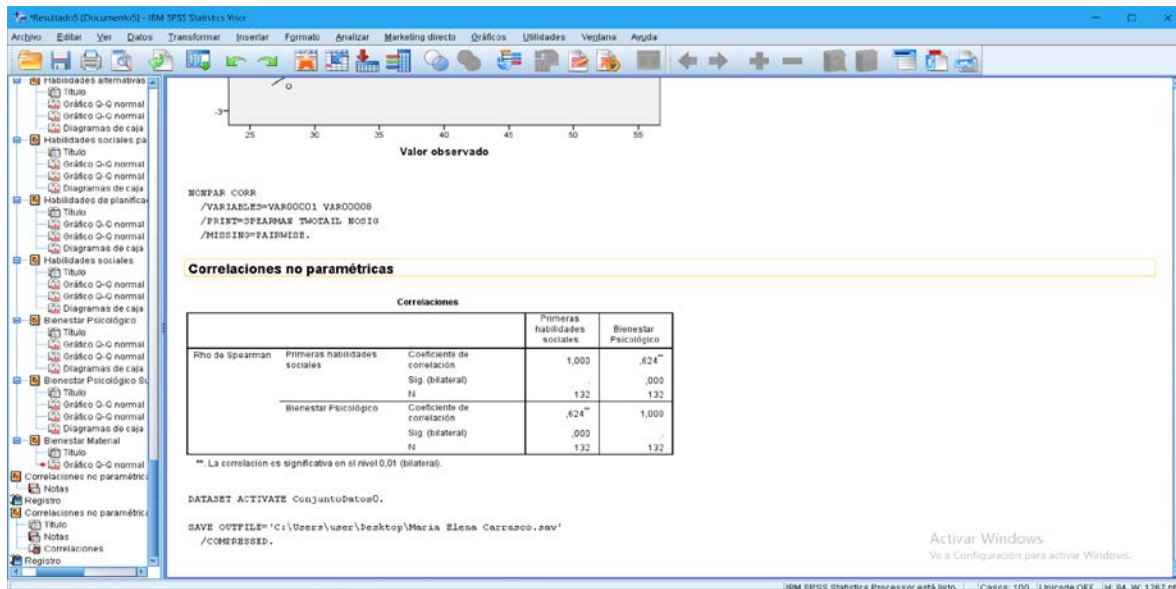 *Resultado5 [Documento5] - IBM SPSS Statistics Visor
Archivo Editar Ver Datos Transformar Insertar Formato Analizar Marketing directo Gráficos Utilidades Ventana Ayuda
Habilidades alternativas
Título
Gráfico Q-Q normal
Gráfico Q-Q normal
Diagramas de caja
Habilidades sociales pa
Título
Gráfico Q-Q normal
Gráfico Q-Q normal
Diagramas de caja
Habilidades de planifica
Título
Gráfico Q-Q normal
Gráfico Q-Q normal
Diagramas de caja
Habilidades sociales
Título
Gráfico Q-Q normal
Gráfico Q-Q normal
Diagramas de caja
Bienestar Psicológico
Título
Gráfico Q-Q normal
Gráfico Q-Q normal
Diagramas de caja
Bienestar Psicológico Su
Título
Gráfico Q-Q normal
Gráfico Q-Q normal
Diagramas de caja
Bienestar Material
Título
Gráfico Q-Q normal
Correlaciones no paramétric
Notas
Registro
Correlaciones no paramétric
Título
Notas
Correlaciones
Registro
-3
25 30 35 40 45 50 55
Valor observado
NONPAR CORR
/VARIABLES=VAR00001 VAR00008
/PRINT=SPEARMAN TWOTAIL NOSIG
/MISSING=PAIRWISE.
Correlaciones no paramétricas
Correlaciones
Primeras habilidades sociales Bienestar Psicológico
Rho de Spearman Primeras habilidades sociales Coeficiente de correlación 1,000 ,624**
Sig. (bilateral) . ,000
N 132 132
Bienestar Psicológico Coeficiente de correlación ,624** 1,000
Sig. (bilateral) ,000 .
N 132 132
**. La correlación es significativa en el nivel 0,01 (bilateral).
DATASET ACTIVATE ConjuntoDatos0.
SAVE OUTFILE='C:\Users\user\Desktop\Maria Elena Carrasco.sav'
/COMPRESSED.
Activar Windows
Ve a Configuración para activar Windows.
IBM SPSS Statistics Processor está listo Casos: 100 Unicode:OFF H: 84, W: 1267 pt